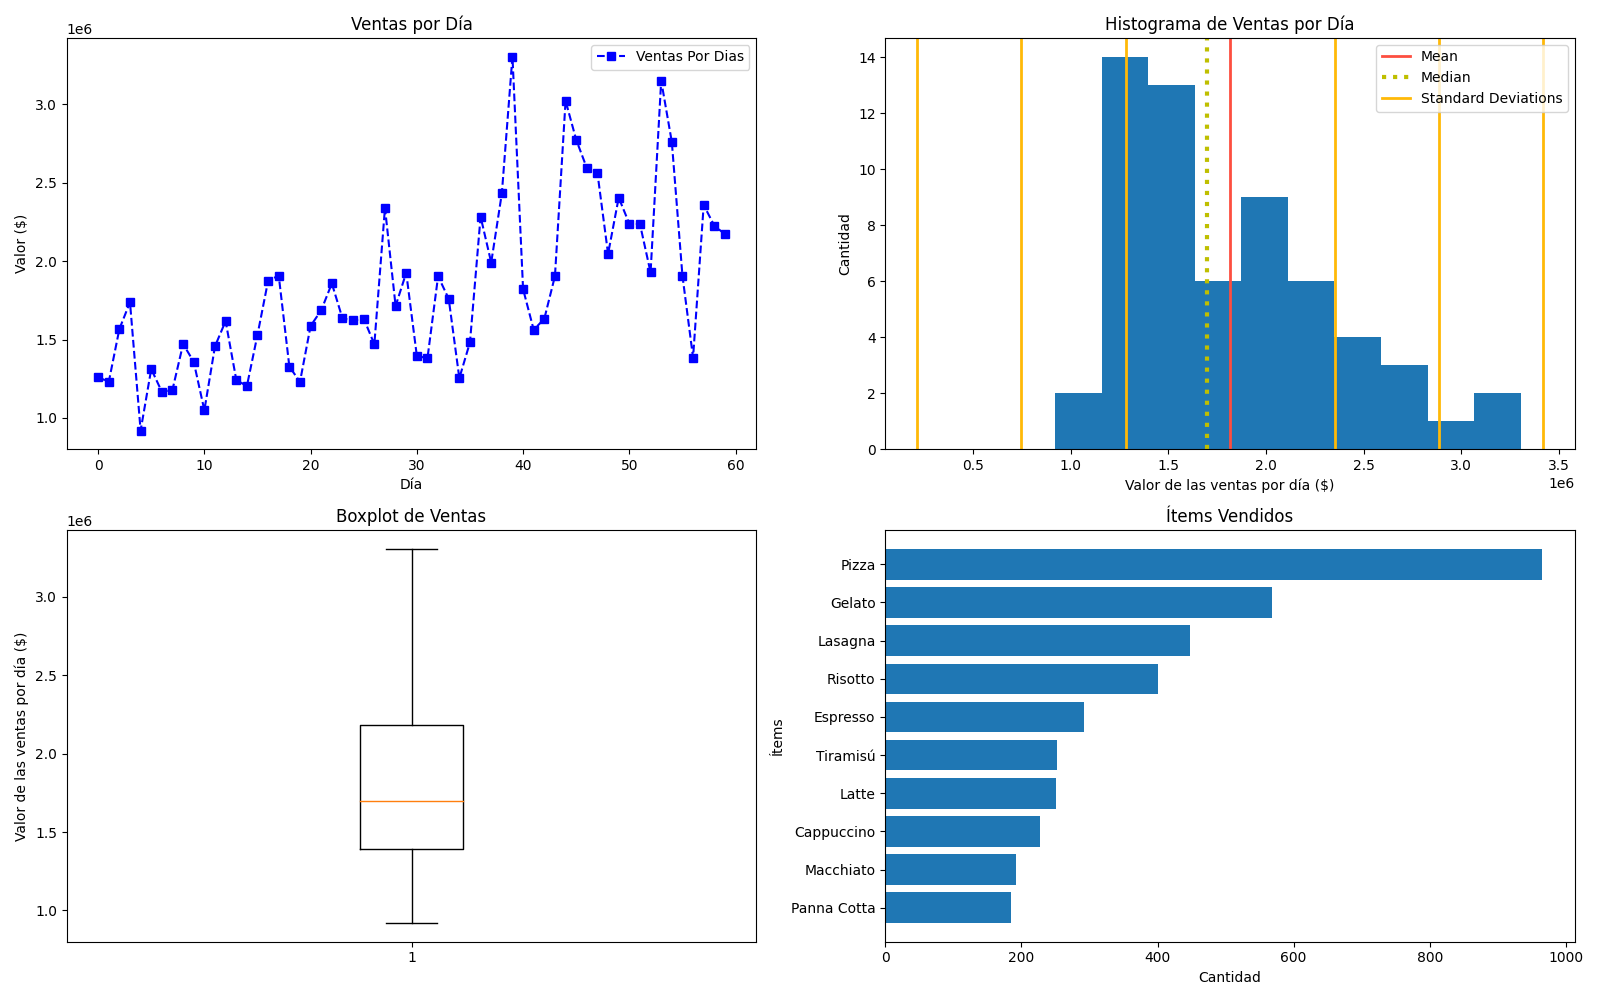 Ventas por Día
1e6
Ventas Por Dias
3.0
2.5
2.0
1.5
1.0
Valor ($)
0 10 20 30 40 50 60
Día
Histograma de Ventas por Día
Mean
Median
Standard Deviations
14
12
10
8
6
4
2
0
Cantidad
0.5 1.0 1.5 2.0 2.5 3.0 3.5
1e6
Valor de las ventas por día ($)
Boxplot de Ventas
1e6
3.0
2.5
2.0
1.5
1.0
Valor de las ventas por día ($)
1
Ítems Vendidos
Pizza
Gelato
Lasagna
Risotto
Espresso
Tiramisú
Latte
Cappuccino
Macchiato
Panna Cotta
Ítems
0 200 400 600 800 1000
Cantidad